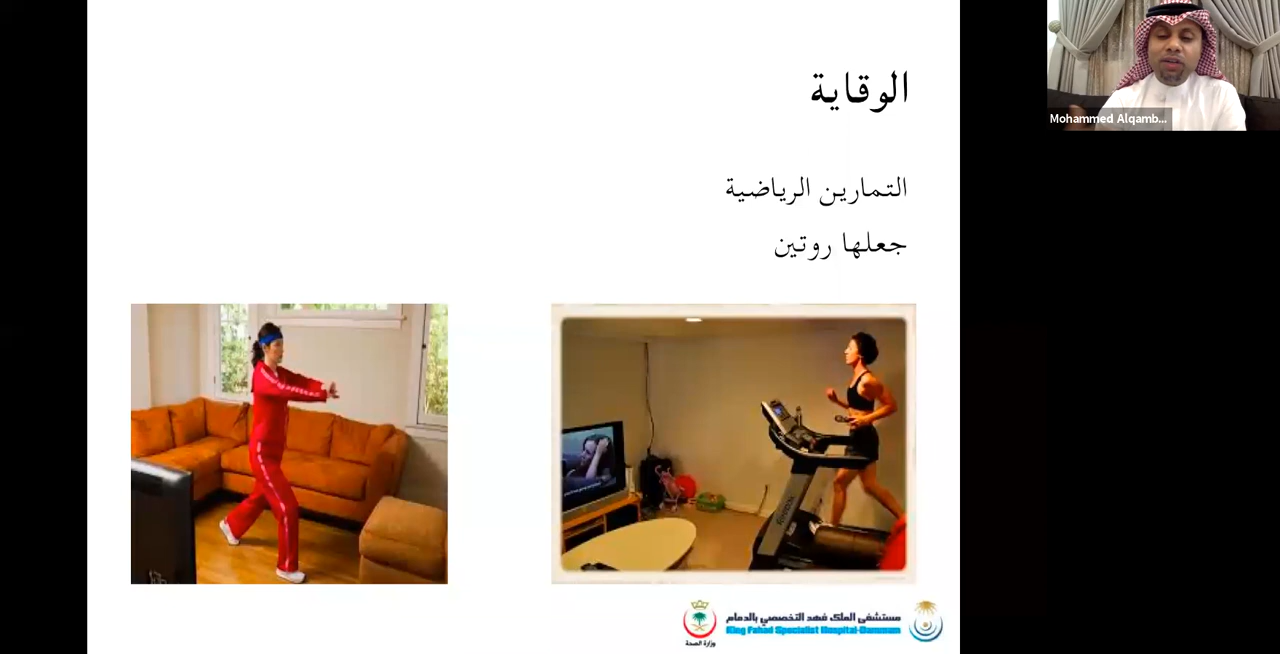 الوقاية
التمارين الرياضية
جعلها روتين
Mohammed Alqamb...
مستشفى الملك فهد التخصصي بالدمام
King Fahad Specialist Hospital-Dammam
وزارة الصحة